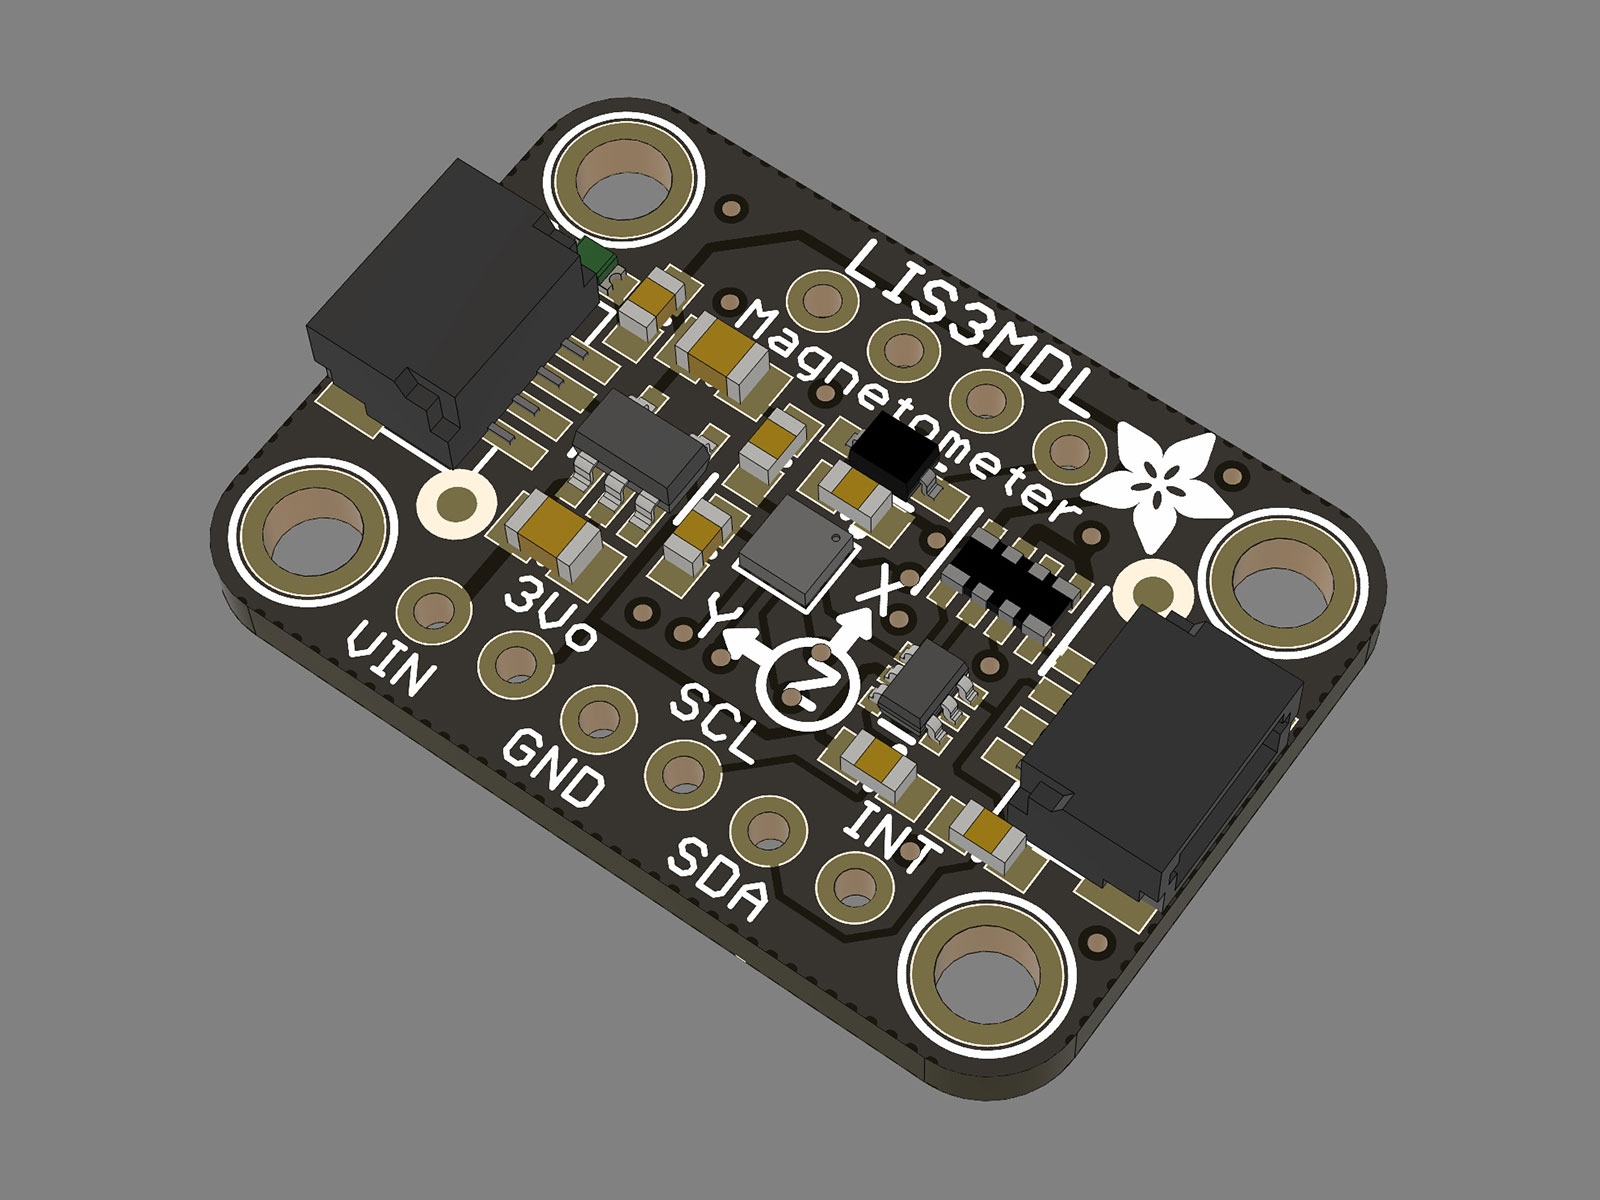 LIS3MDL
Magnetometer
X
Y
Z
VIN
3Vo
GND
SCL
SDA
INT